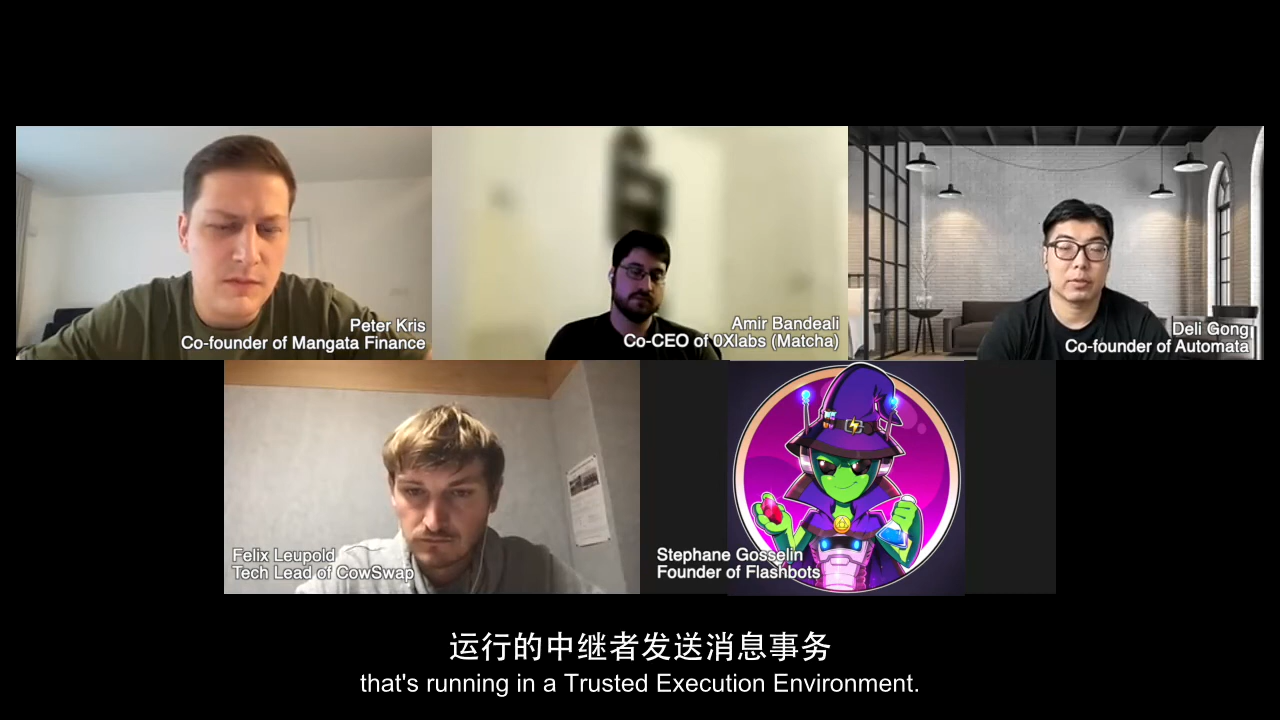 Peter Kris
Co-founder of Mangata Finance
Amir Bandeali
Co-CEO of 0Xlabs (Matcha)
Deli Gong
Co-founder of Automata
Felix Leupold
Tech Lead of CowSwap
Stephane Gosselin
Founder of Flashbots
运行的中继者发送消息事务
that's running in a Trusted Execution Environment.